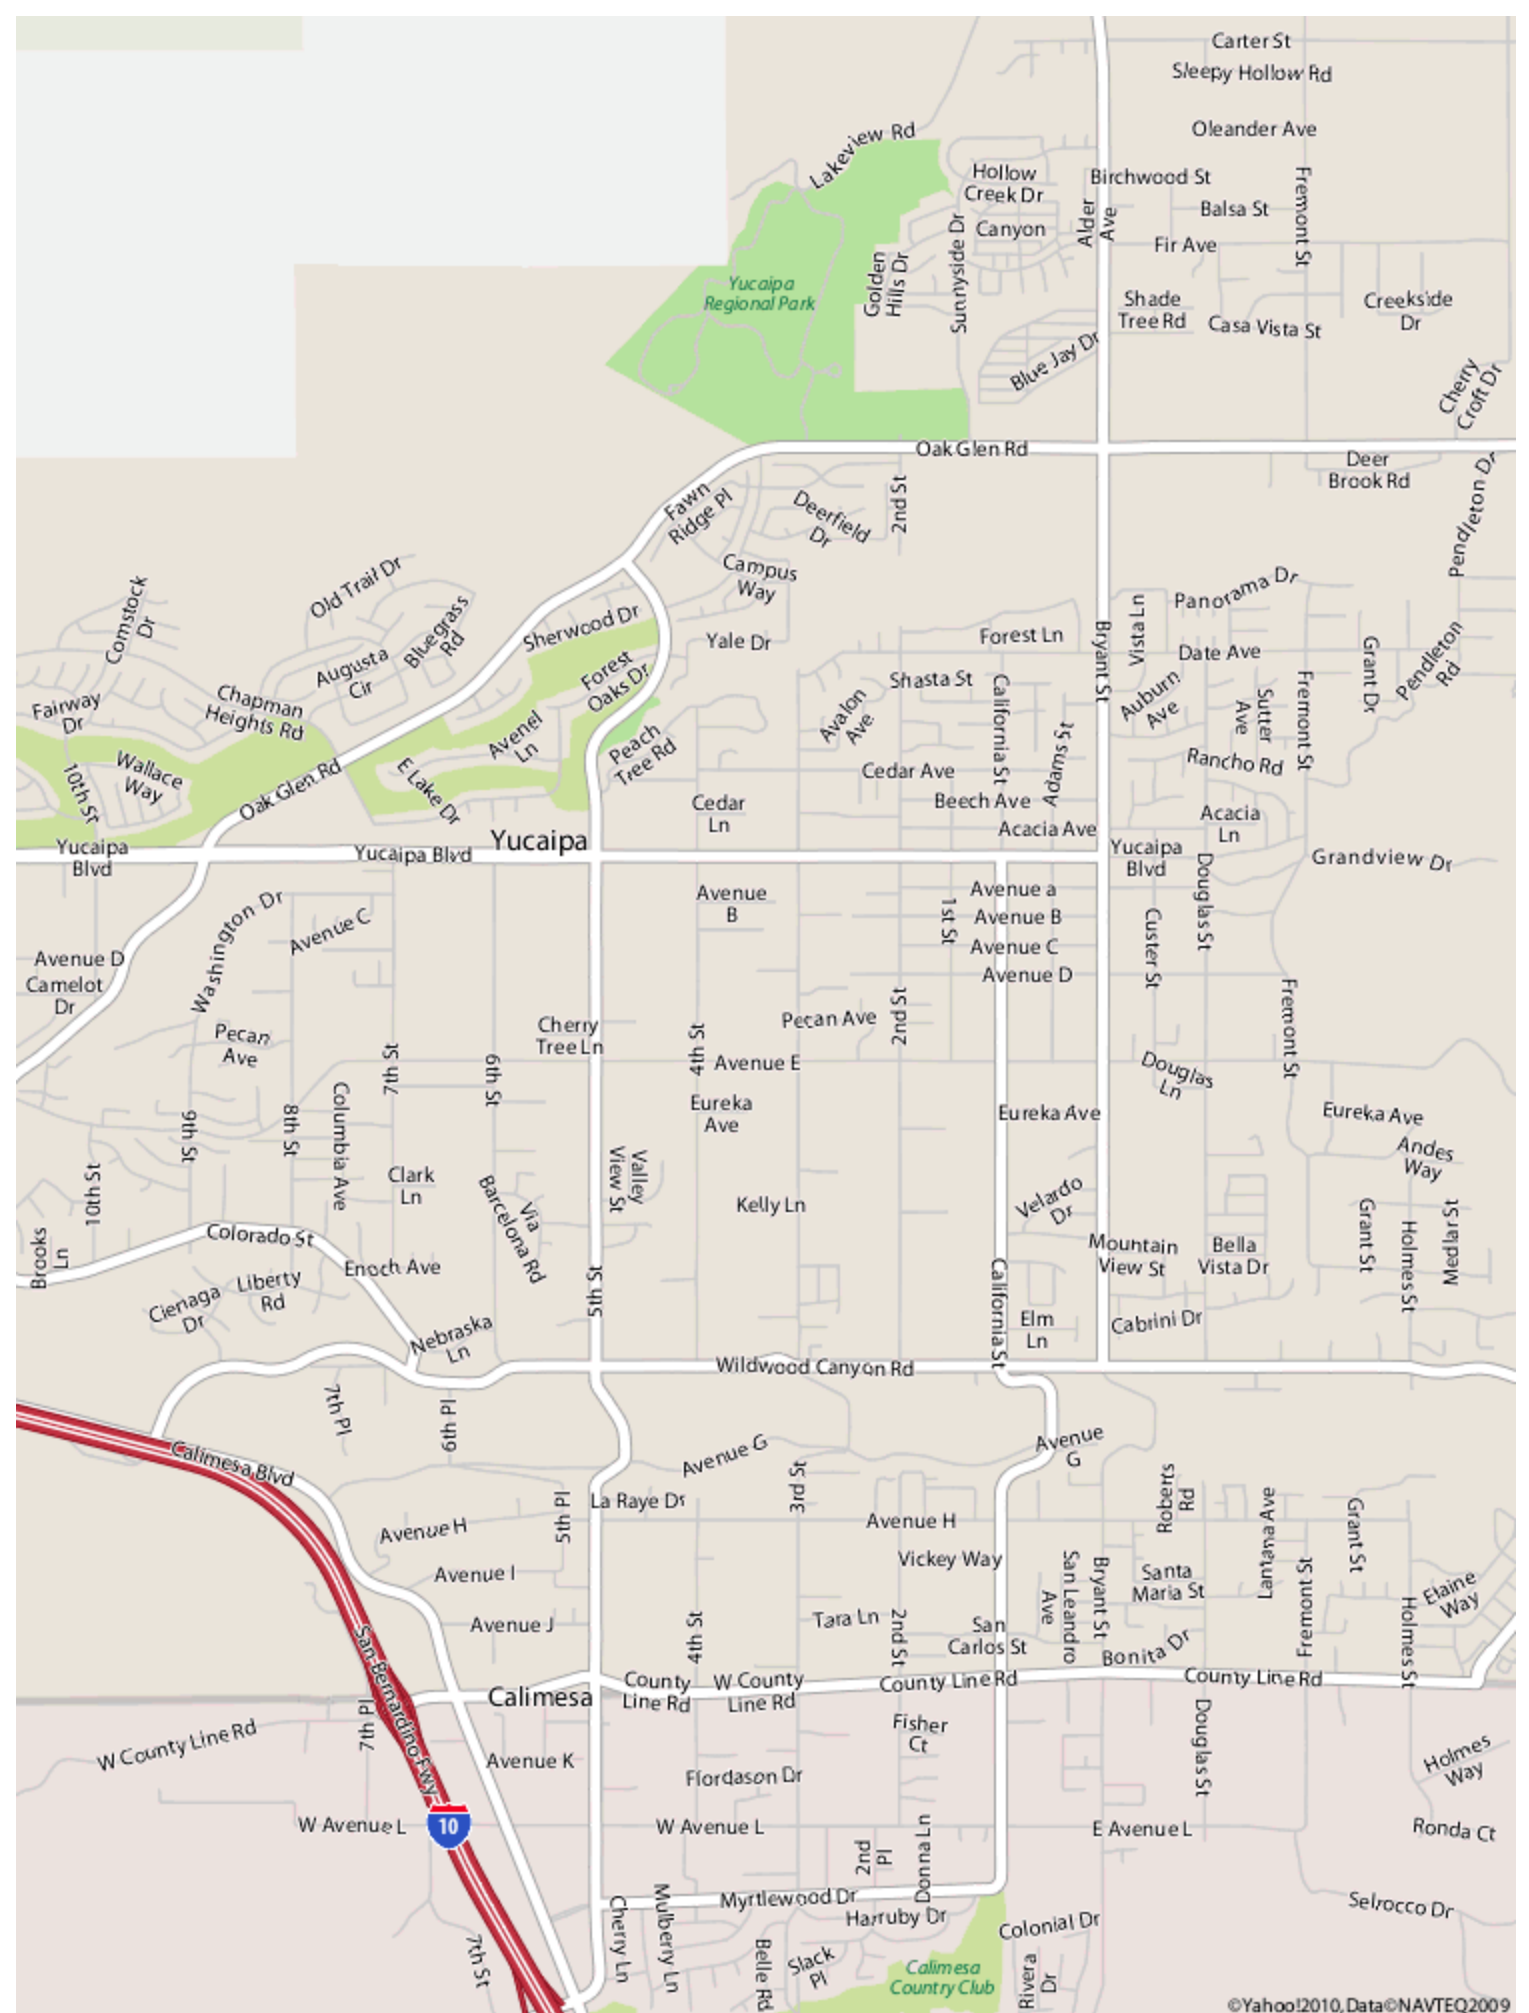 Carter St
Sleepy Hollow Rd
Oleander Ave
Lakeview Rd
Hollow
Creek Dr
Birchwood St
Fremont St
Balsa St
Alder
Ave
Canyon
Sunnyside Dr
Fir Ave
Golden
Hills Dr
Yucaipa
Regional Park
Shade
Tree Rd
Casa Vista St
Creekside
Dr
Blue Jay Dr
Cherry
Croft Dr
Oak Glen Rd
Deer
Brook Rd
Pendleton Dr
Fawn
Ridge Pl
Deerfield
Dr
2nd St
Campus
Way
Old Trail Dr
Comstock
Dr
Bluegrass
Rd
Sherwood Dr
Yale Dr
Forest Ln
Bryant St
Vista Ln
Panorama Dr
Date Ave
Grant Dr
Pendleton
Rd
Augusta
Cir
Forest
Oaks Dr
Shasta St
California St
Auburn
Ave
Sutter
Ave
Fremont St
Fairway
Dr
Chapman
Heights Rd
Avenel
Ln
Peach
Tree Rd
Avalon
Ave
Adams St
Rancho Rd
Wallace
Way
10th St
Oak Glen Rd
E Lake Dr
Cedar Ave
Beech Ave
Cedar
Ln
Acacia Ave
Acacia
Ln
Yucaipa
Yucaipa
Blvd
Yucaipa Blvd
Yucaipa
Blvd
Douglas St
Grandview Dr
Avenue
B
Avenue a
1st St
Avenue B
Custer St
Washington Dr
Avenue C
Avenue C
Avenue D
Camelot
Dr
Avenue D
Fremont St
Pecan
Ave
Cherry
Tree Ln
4th St
Pecan Ave
2nd St
7th St
6th St
Avenue E
Douglas
Ln
9th St
8th St
Columbia Ave
Eureka
Ave
Eureka Ave
Eureka Ave
Andes
Way
10th St
Clark
Ln
Via
Barcelona Rd
Valley
View St
Kelly Ln
Velardo
Dr
Grant St
Holmes St
Medlar St
Brooks
Ln
Colorado St
Mountain
View St
Bella
Vista Dr
Cienaga
Dr
Liberty
Rd
Enoch Ave
5th St
California St
Nebraska
Ln
Elm
Ln
Cabrini Dr
Wildwood Canyon Rd
7th Pl
6th Pl
Calimesa Blvd
Avenue G
Avenue
G
3rd St
Roberts
Rd
La Raye Dr
5th Pl
Avenue H
Avenue H
Lantana Ave
Grant St
Vickey Way
Avenue I
San Leandro
Ave
Bryant St
Santa
Maria St
Fremont St
Elaine
Way
Avenue J
4th St
Tara Ln
2nd St
San
Carlos St
Bonita Dr
Holmes St
San Bernardino Fwy
Calimesa
County
Line Rd
W County
Line Rd
County Line Rd
County Line Rd
7th Pl
W County Line Rd
Fisher
Ct
Douglas St
Avenue K
Holmes
Way
Ffordason Dr
W Avenue L
10
W Avenue L
E Avenue L
Ronda Ct
2nd
Pl
Donna Ln
Myrtlewood Dr
Harruby Dr
Selrocco Dr
Cherry Ln
Mulberry Ln
Colonial Dr
7th St
Belle Rd
Slack
Pl
Calimesa
Country Club
Rivera
Dr
©Yahoo!2010,Data©NAVTEQ2009